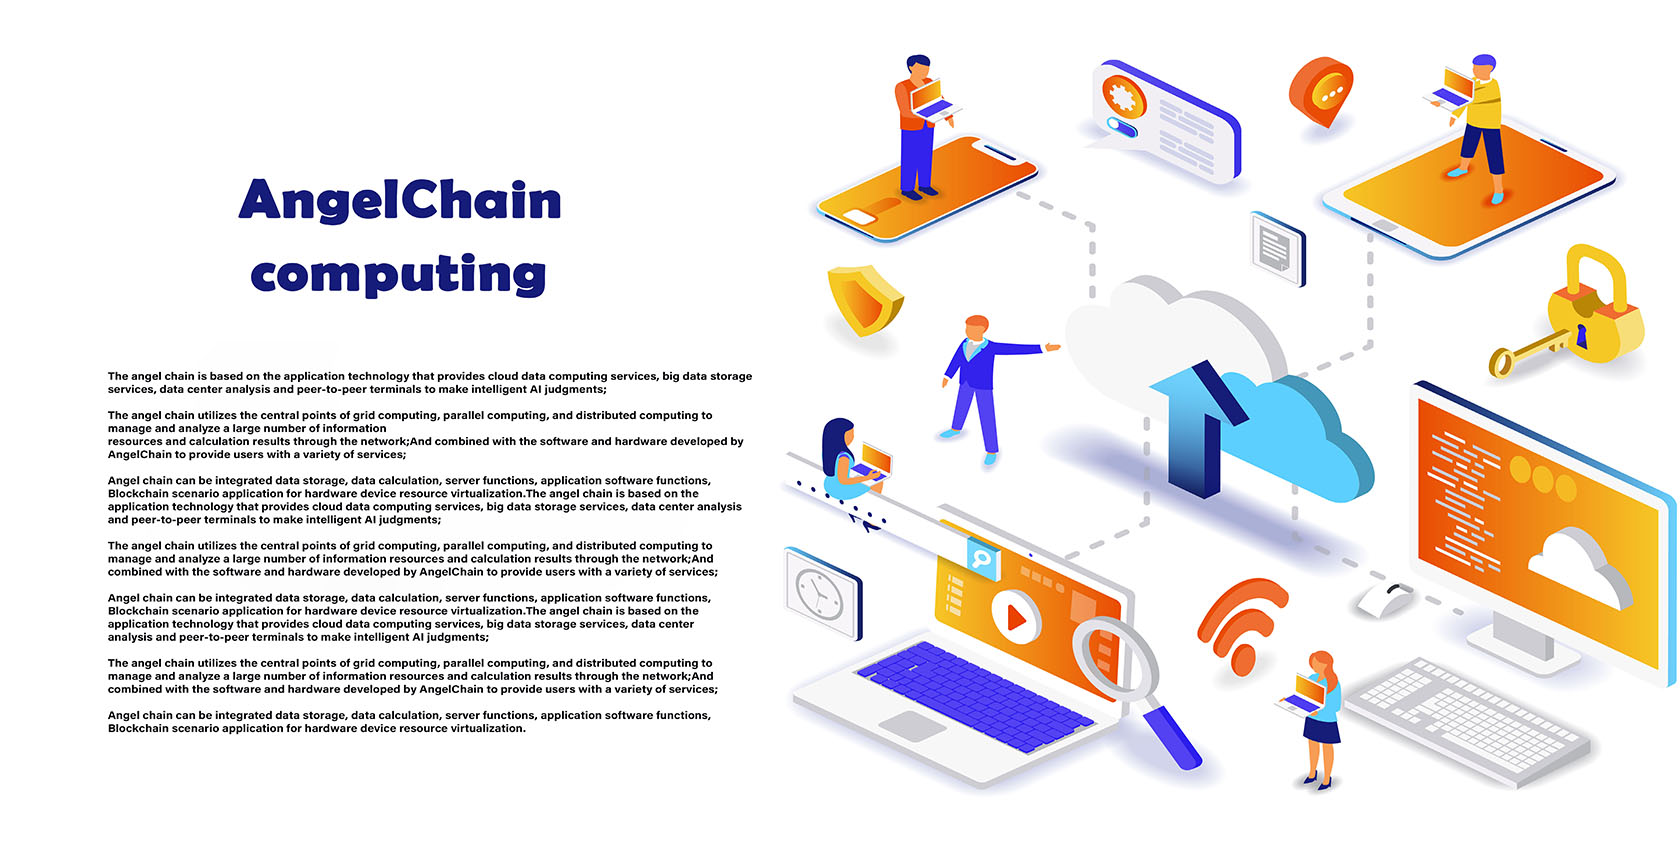 AngelChain
computing
The angel chain is based on the application technology that provides cloud data computing services, big data storage
services, data center analysis and peer-to-peer terminals to make intelligent AI judgments;
The angel chain utilizes the central points of grid computing, parallel computing, and distributed computing to
manage and analyze a large number of information
resources and calculation results through the network;And combined with the software and hardware developed by
AngelChain to provide users with a variety of services;
Angel chain can be integrated data storage, data calculation, server functions, application software functions,
Blockchain scenario application for hardware device resource virtualization.The angel chain is based on the
application technology that provides cloud data computing services, big data storage services, data center analysis
and peer-to-peer terminals to make intelligent AI judgments;
The angel chain utilizes the central points of grid computing, parallel computing, and distributed computing to
manage and analyze a large number of information resources and calculation results through the network;And
combined with the software and hardware developed by AngelChain to provide users with a variety of services;
Angel chain can be integrated data storage, data calculation, server functions, application software functions,
Blockchain scenario application for hardware device resource virtualization.The angel chain is based on the
application technology that provides cloud data computing services, big data storage services, data center
analysis and peer-to-peer terminals to make intelligent AI judgments;
The angel chain utilizes the central points of grid computing, parallel computing, and distributed computing to
manage and analyze a large number of information resources and calculation results through the network;And
combined with the software and hardware developed by AngelChain to provide users with a variety of services;
Angel chain can be integrated data storage, data calculation, server functions, application software functions,
Blockchain scenario application for hardware device resource virtualization.